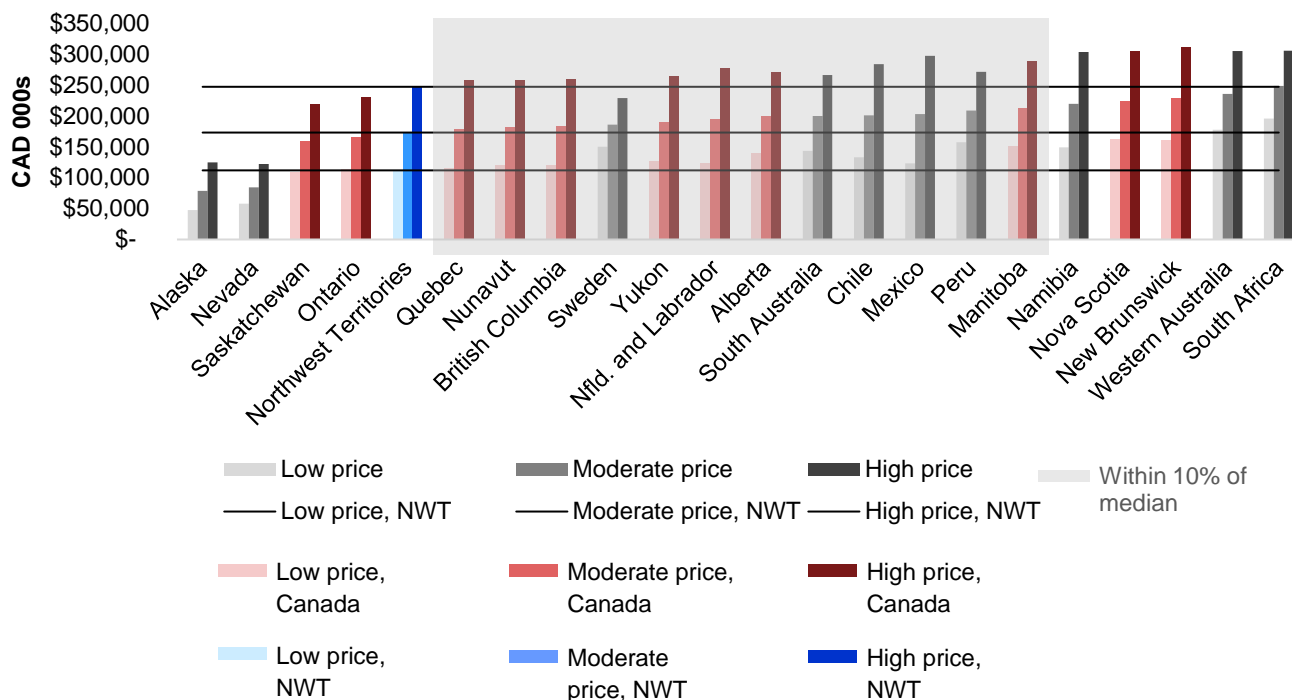 CAD 000s
$350,000
$300,000
$250,000
$200,000
$150,000
$100,000
$50,000
$-
Alaska
Nevada
Saskatchewan
Ontario
Northwest Territories
Quebec
Nunavut
British Columbia
Sweden
Yukon
Nfld. and Labrador
Alberta
South Australia
Chile
Mexico
Peru
Manitoba
Namibia
Nova Scotia
New Brunswick
Western Australia
South Africa
Low price
Moderate price
High price
Within 10% of
median
Low price, NWT
Moderate price, NWT
High price, NWT
Low price,
Canada
Moderate price,
Canada
High price,
Canada
Low price,
NWT
Moderate
price, NWT
High price,
NWT